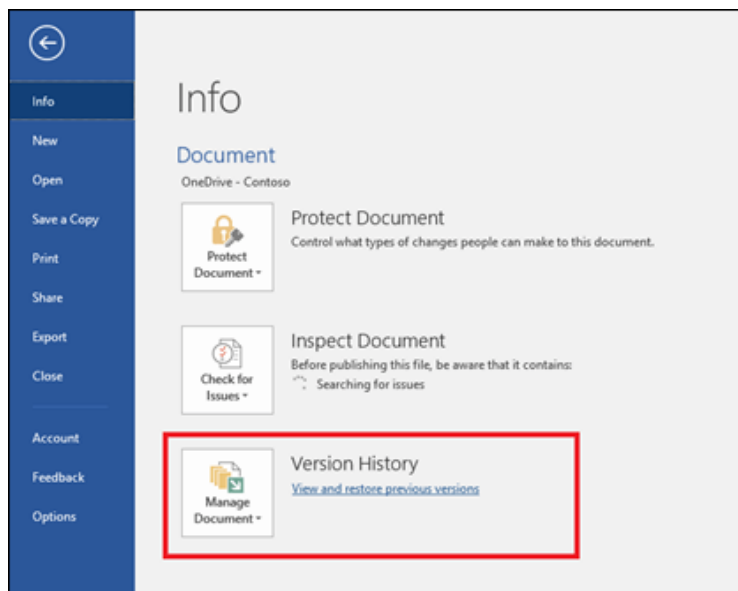 Info
New
Open
Save a Copy
Print
Share
Export
Close
Account
Feedback
Options
Info
Document
OneDrive - Contoso
Protect
Document
Protect Document
Control what types of changes people can make to this document.
Check for
Issues
Inspect Document
Before publishing this file, be aware that it contains:
Searching for issues
Manage
Document
Version History
View and restore previous versions